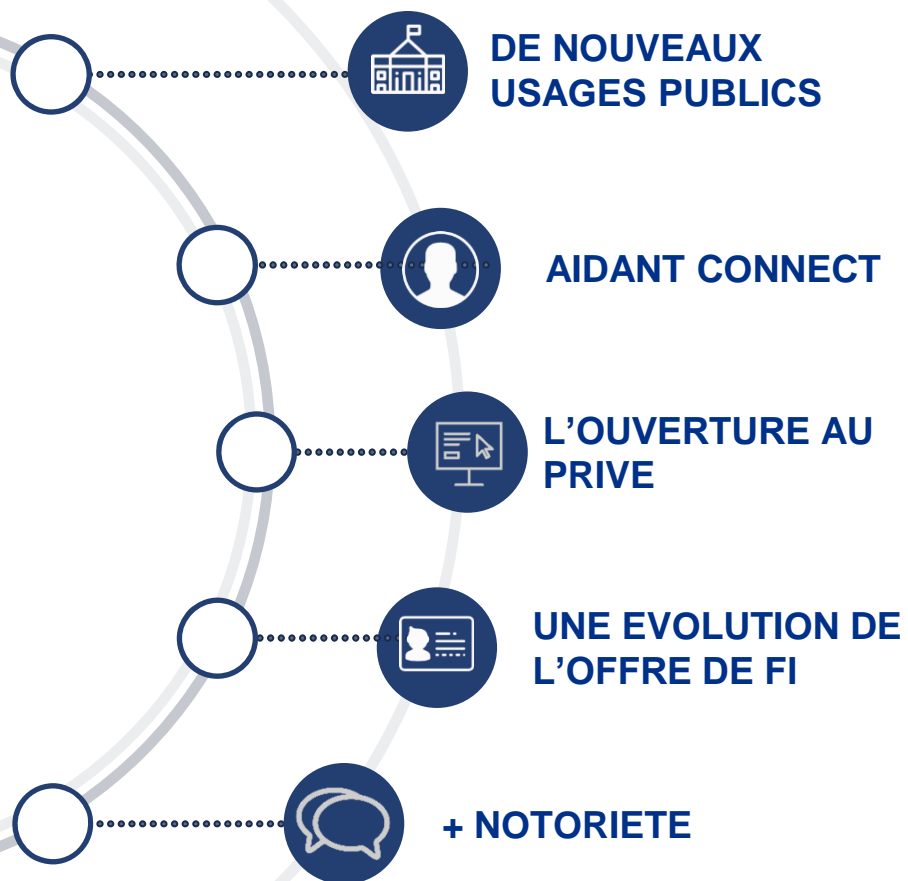 DE NOUVEAUX
USAGES PUBLICS
AIDANT CONNECT
L’OUVERTURE AU
PRIVE
UNE EVOLUTION DE
L’OFFRE DE FI
+ NOTORIETE